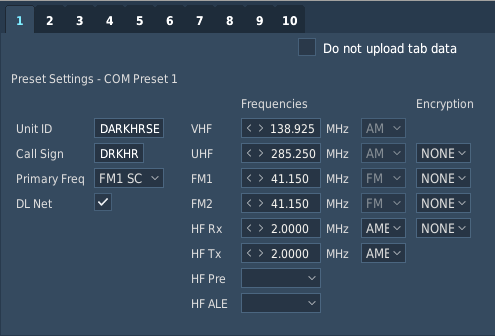 1 2 3 4 5 6 7 8 9 10
Do not upload tab data
Preset Settings - COM Preset 1
Frequencies Encryption
Unit ID DARKHRSE VHF < > 138.925 MHz AM
Call Sign DRKHR UHF < > 285.250 MHz AM NONE
Primary Freq FM1 SC FM1 < > 41.150 MHz FM NONE
DL Net FM2 < > 41.150 MHz FM NONE
HF Rx < > 2.0000 MHz AME NONE
HF Tx < > 2.0000 MHz AME
HF Pre
HF ALE